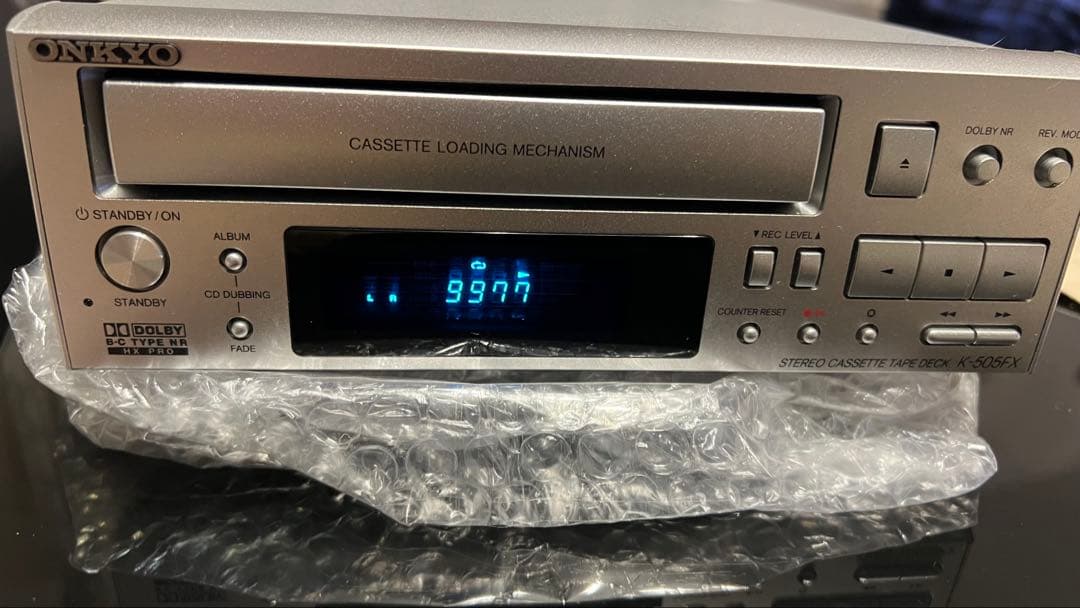 ONKYO
CASSETTE LOADING MECHANISM
DOLBY NR
REV. MOD
STANDBY/ON
STANDBY
ALBUM
CD DUBBING
FADE
DOLBY
B-C TYPE NR
HX PRO
L R
9977
REC LEVEL
COUNTER RESET
STEREO CASSETTE TAPE DECK K-505FX